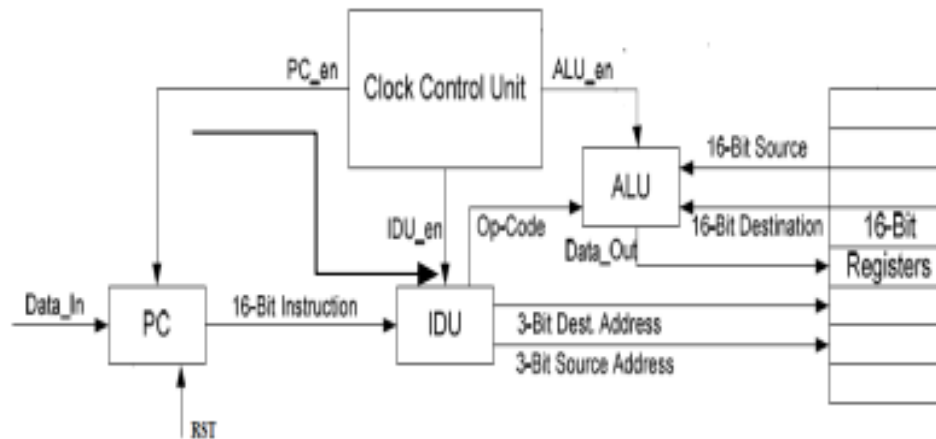 PC_en
Clock Control Unit
ALU_en
16-Bit Source
ALU
IDU_en
Op-Code
16-Bit Destination
16-Bit
Data_Out
Registers
Data_In
PC
16-Bit Instruction
IDU
3-Bit Dest. Address
3-Bit Source Address
RST